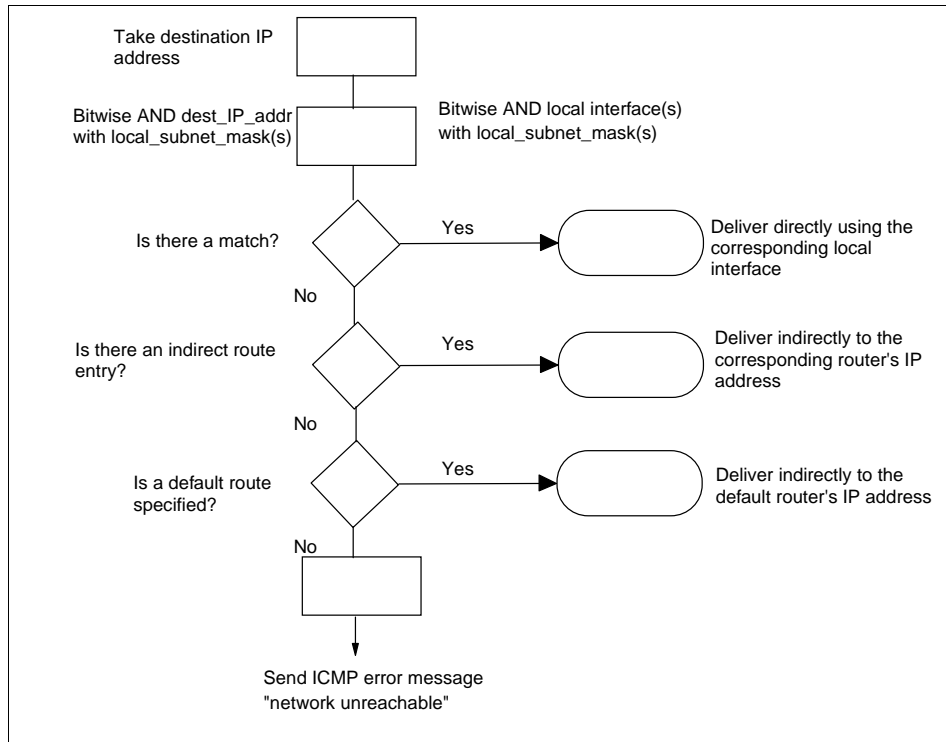 Take destination IP
address
Bitwise AND dest_IP_addr
with local_subnet_mask(s)
Bitwise AND local interface(s)
with local_subnet_mask(s)
Is there a match?
Yes
Deliver directly using the
corresponding local
interface
No
Is there an indirect route
entry?
Yes
Deliver indirectly to the
corresponding router's IP
address
No
Is a default route
specified?
Yes
Deliver indirectly to the
default router's IP address
No
Send ICMP error message
"network unreachable"